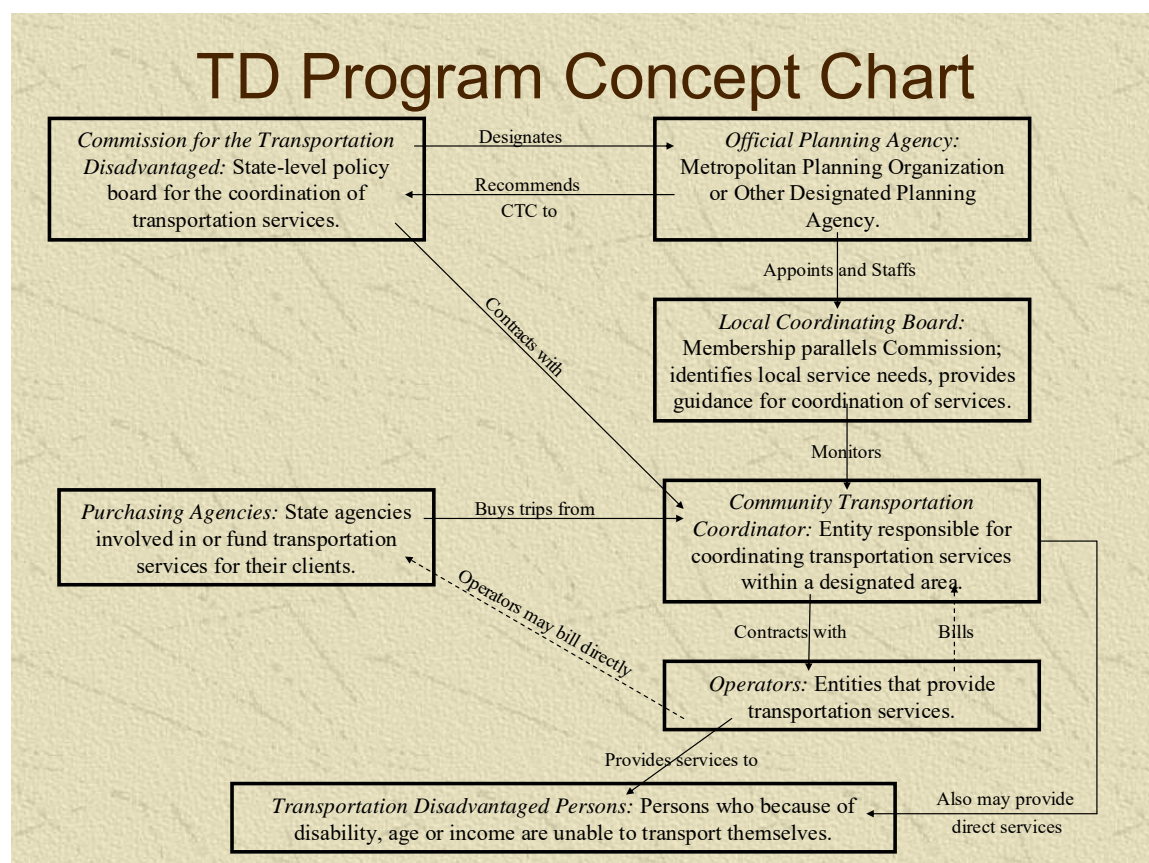 TD Program Concept Chart
Commission for the Transportation
Disadvantaged: State-level policy
board for the coordination of
transportation services.
Designates
Recommends
CTC to
Official Planning Agency:
Metropolitan Planning Organization
or Other Designated Planning
Agency.
Appoints and Staffs
Contracts with
Local Coordinating Board:
Membership parallels Commission;
identifies local service needs, provides
guidance for coordination of services.
Monitors
Purchasing Agencies: State agencies
involved in or fund transportation
services for their clients.
Buys trips from
Community Transportation
Coordinator: Entity responsible for
coordinating transportation services
within a designated area.
Operators may bill directly
Contracts with
Bills
Operators: Entities that provide
transportation services.
Provides services to
Transportation Disadvantaged Persons: Persons who because of
disability, age or income are unable to transport themselves.
Also may provide
direct services